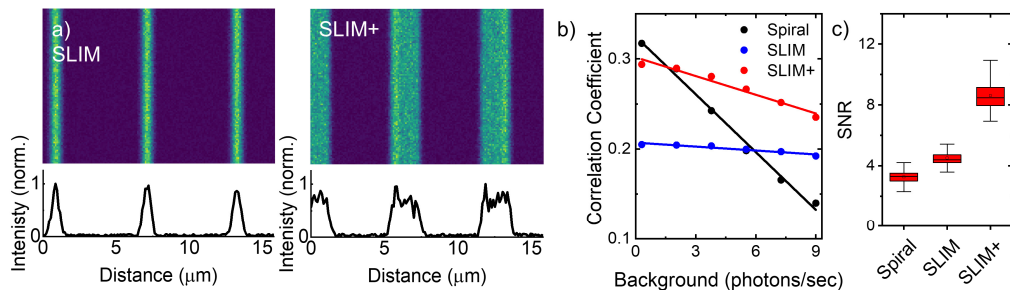 a)
SLIM
SLIM+
Intenisty (norm.)
1
0
0
5
10
15
Distance (μm)
Intenisty (norm.)
1
0
0
5
10
15
Distance (μm)
b)
Spiral
SLIM
SLIM+
Correlation Coefficient
0.3
0.2
0.1
0
3
6
9
Background (photons/sec)
c)
SNR
12
8
4
0
Spiral
SLIM
SLIM+